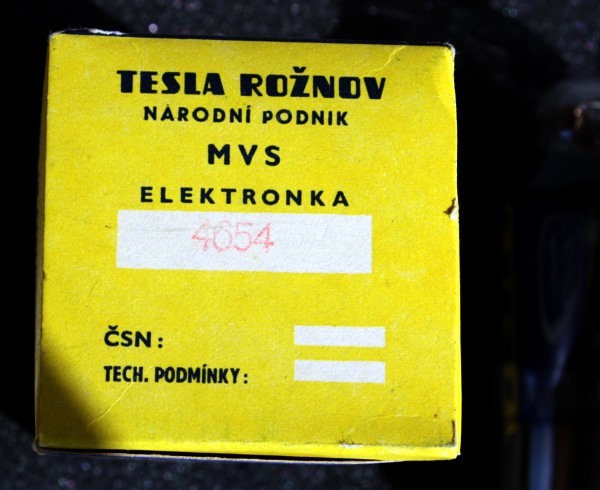 TESLA ROŽNOV
NÁRODNÍ PODNIK
MVS
ELEKTRONKA
4654
ČSN:
TECH. PODMÍNKY: